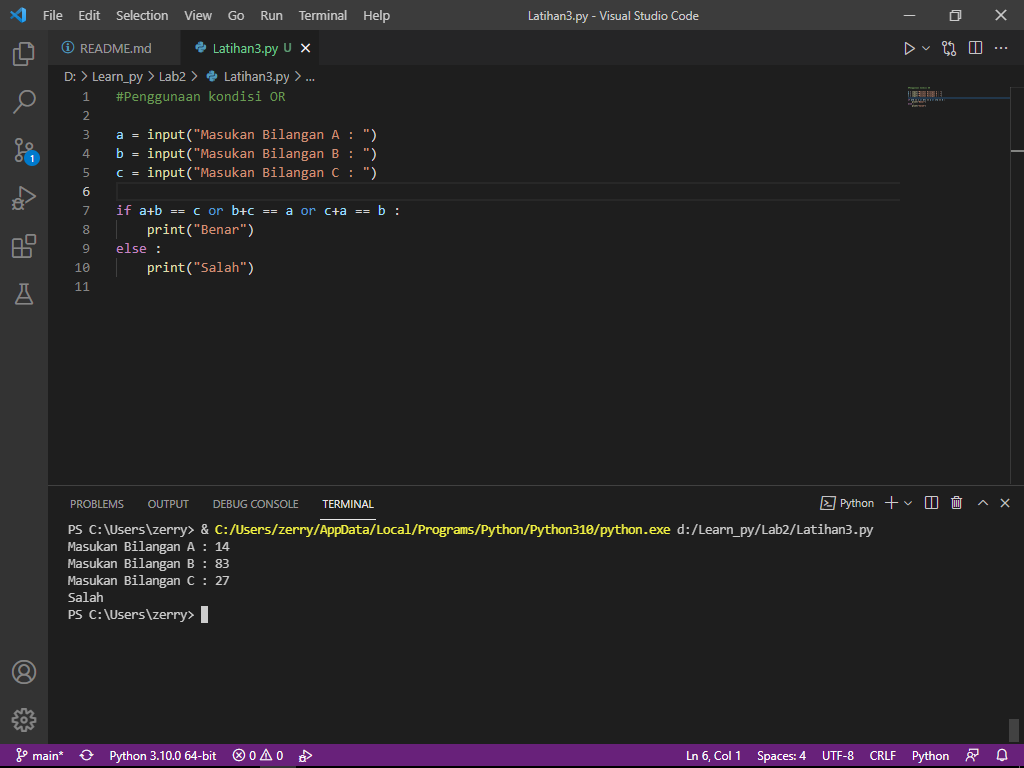 File Edit Selection View Go Run Terminal Help Latihan3.py - Visual Studio Code
README.md Latihan3.py U
D: > Learn_py > Lab2 > Latihan3.py > ...
1 #Penggunaan kondisi OR
2
3 a = input("Masukan Bilangan A : ")
4 b = input("Masukan Bilangan B : ")
5 c = input("Masukan Bilangan C : ")
6
7 if a+b == c or b+c == a or c+a == b :
8 print("Benar")
9 else :
10 print("Salah")
11
1
PROBLEMS OUTPUT DEBUG CONSOLE TERMINAL Python
PS C:\Users\zerry> & C:/Users/zerry/AppData/Local/Programs/Python/Python310/python.exe d:/Learn_py/Lab2/Latihan3.py
Masukan Bilangan A : 14
Masukan Bilangan B : 83
Masukan Bilangan C : 27
Salah
PS C:\Users\zerry>
main* Python 3.10.0 64-bit 0 0 Ln 6, Col 1 Spaces: 4 UTF-8 CRLF Python